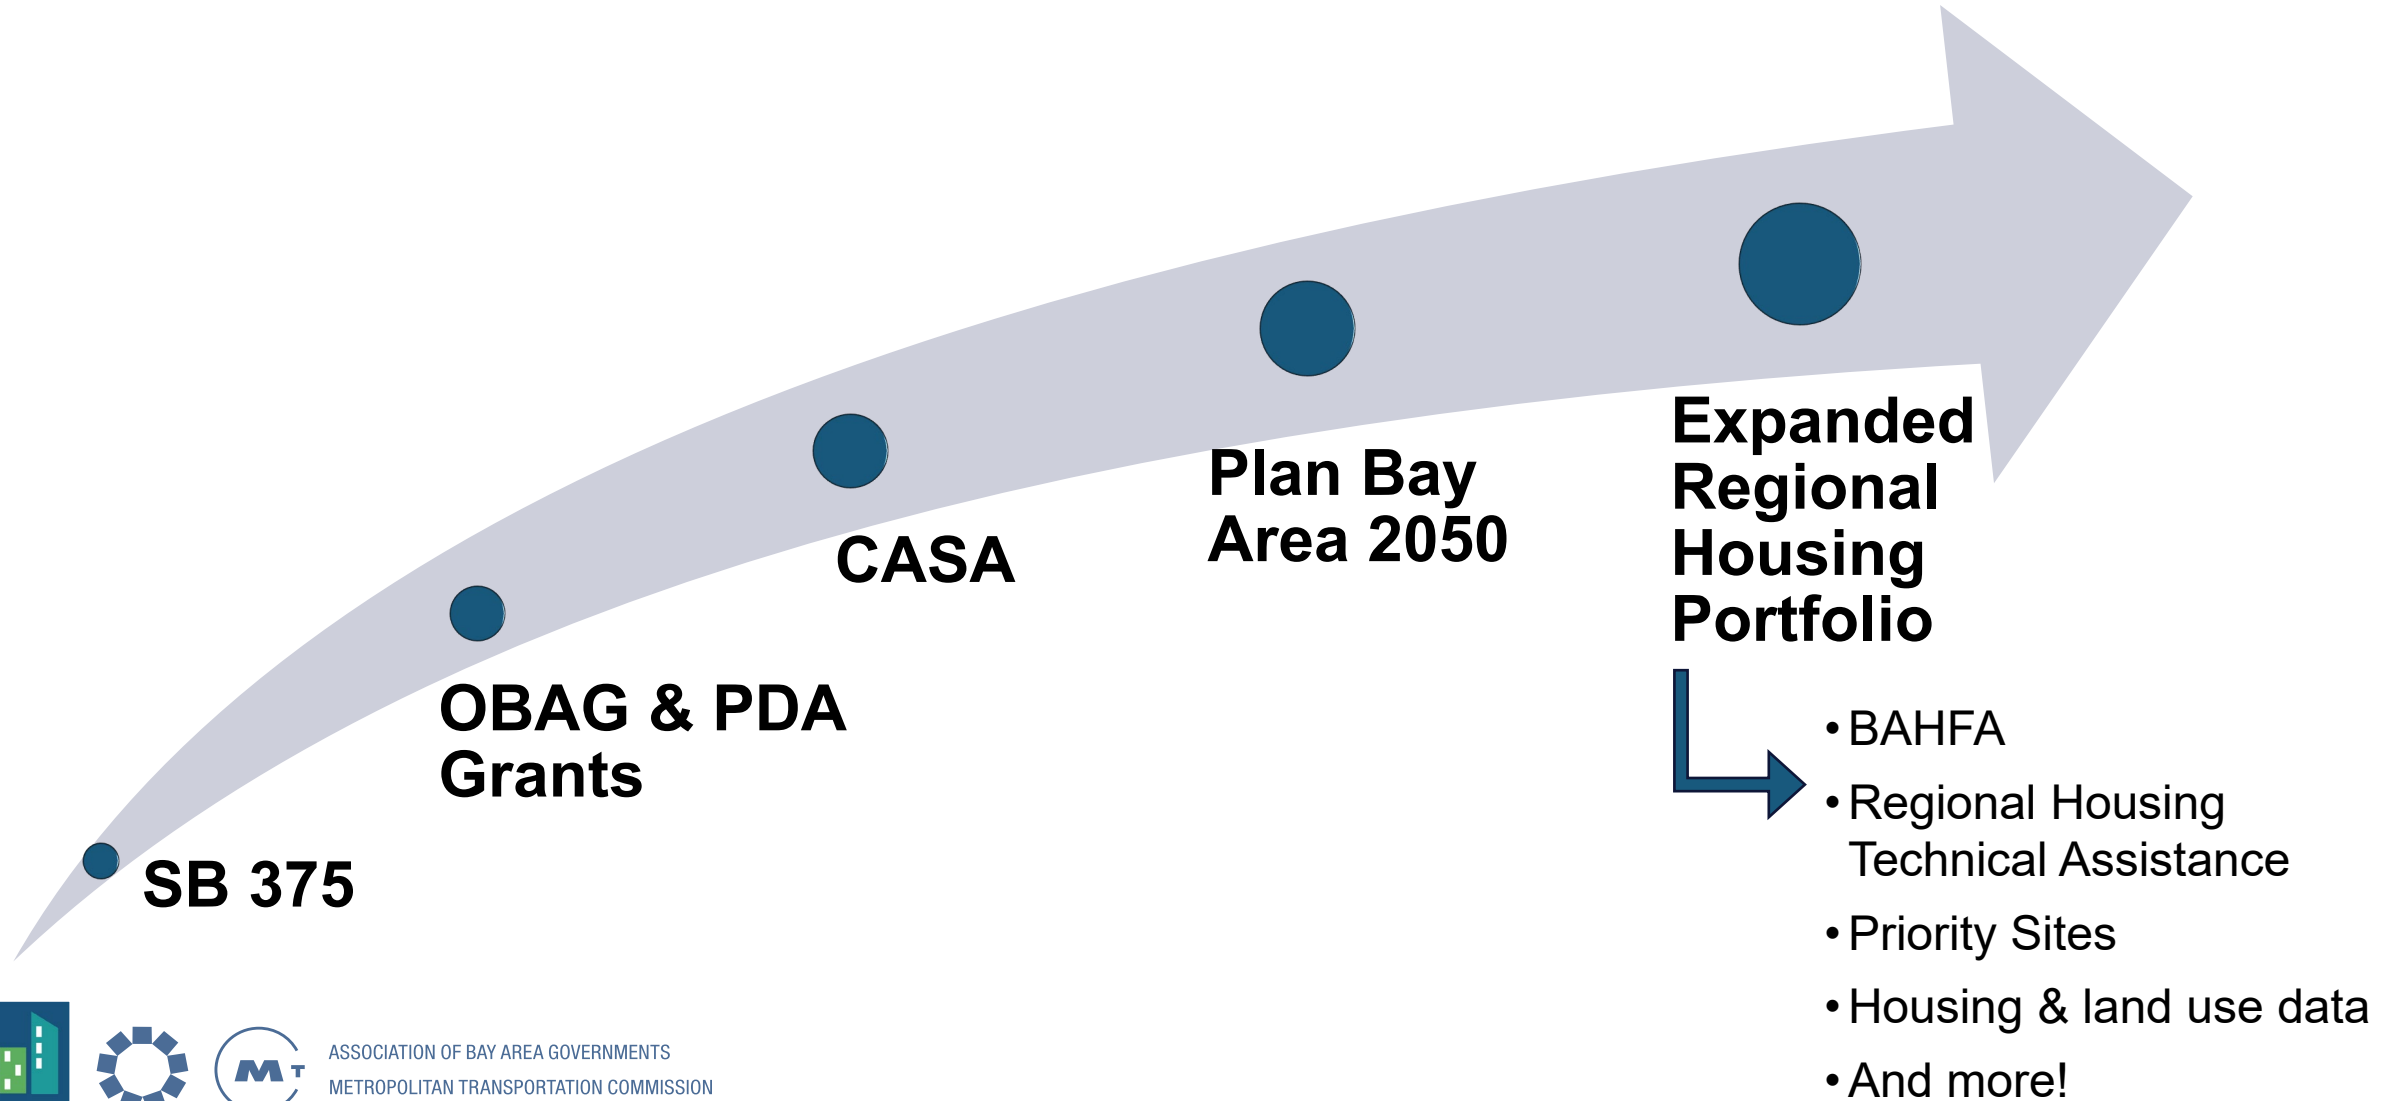 SB 375
OBAG & PDA
Grants
CASA
Plan Bay
Area 2050
Expanded
Regional
Housing
Portfolio
•BAHFA
•Regional Housing
Technical Assistance
•Priority Sites
•Housing & land use data
•And more!
MT
ASSOCIATION OF BAY AREA GOVERNMENTS
METROPOLITAN TRANSPORTATION COMMISSION